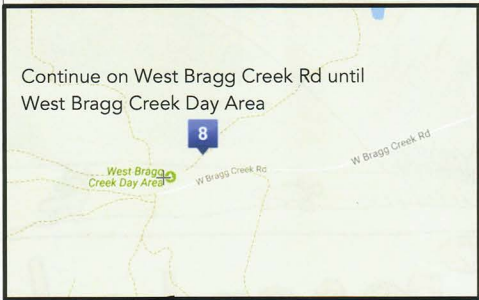 Continue on West Bragg Creek Rd until
West Bragg Creek Day Area
8
West Bragg
Creek Day Area
W Bragg Creek Rd
W Bragg Creek Rd